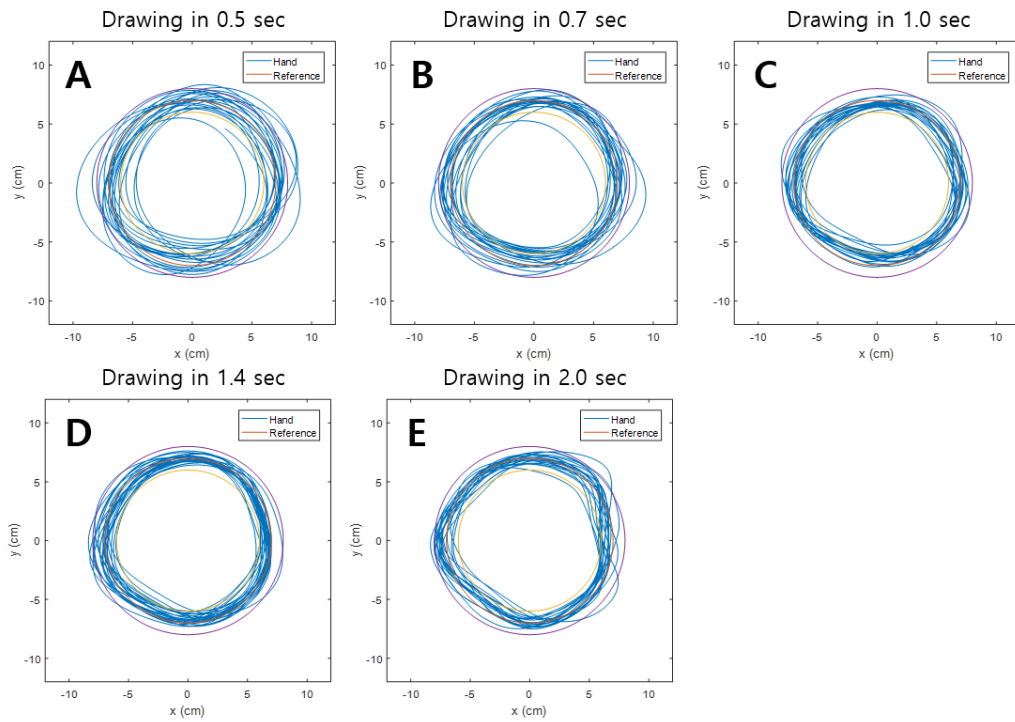 Drawing in 0.5 sec
Drawing in 0.7 sec
Drawing in 1.0 sec
A
Hand
Reference
10
5
0
-5
-10
y (cm)
-10
-5
0
5
10
x (cm)
B
Hand
Reference
10
5
0
-5
-10
y (cm)
-10
-5
0
5
10
x (cm)
C
Hand
Reference
10
5
0
-5
-10
y (cm)
-10
-5
0
5
10
x (cm)
Drawing in 1.4 sec
Drawing in 2.0 sec
D
Hand
Reference
10
5
0
-5
-10
y (cm)
-10
-5
0
5
10
x (cm)
E
Hand
Reference
10
5
0
-5
-10
y (cm)
-10
-5
0
5
10
x (cm)